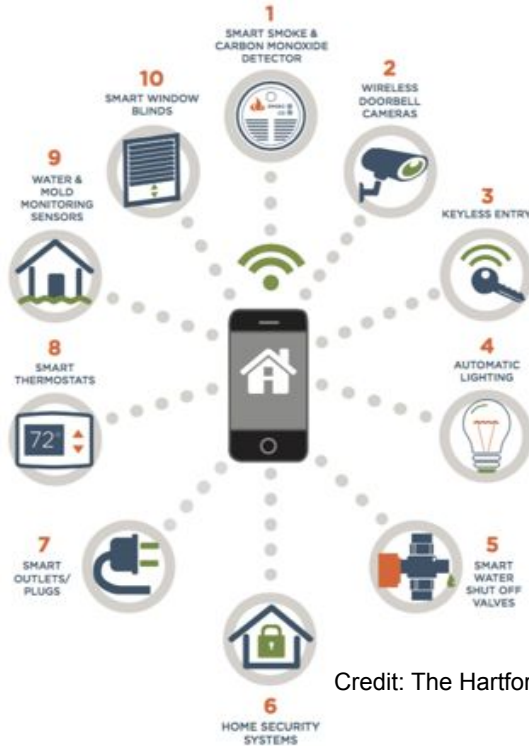 1
SMART SMOKE &
CARBON MONOXIDE
DETECTOR
2
WIRELESS
DOORBELL
CAMERAS
3
KEYLESS ENTRY
4
AUTOMATIC
LIGHTING
5
SMART
WATER
SHUT OFF
VALVES
6
HOME SECURITY
SYSTEMS
7
SMART
OUTLETS/
PLUGS
8
SMART
THERMOSTATS
72°
9
WATER &
MOLD
MONITORING
SENSORS
10
SMART WINDOW
BLINDS
Credit: The Hartfor